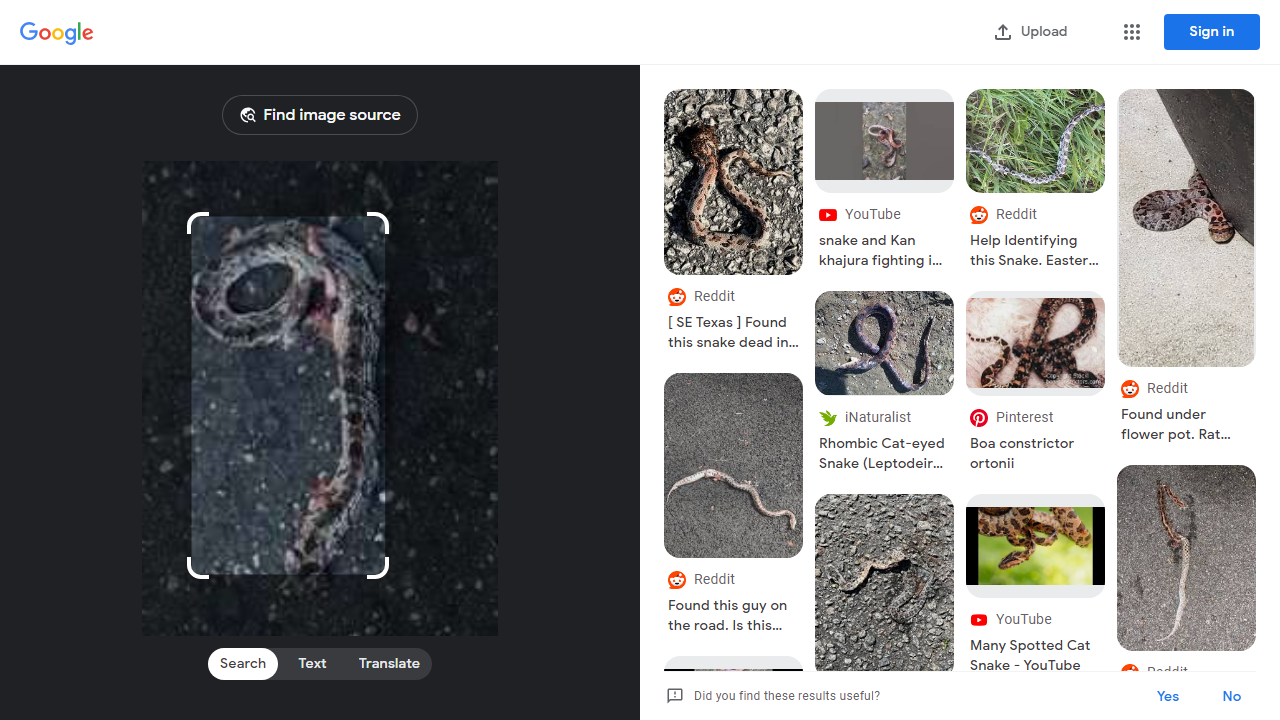 Google
Upload
Sign in
Find image source
Search
Text
Translate
Reddit
[ SE Texas ] Found
this snake dead in...
Reddit
Found this guy on
the road. Is this...
YouTube
snake and Kan
khajura fighting i...
iNaturalist
Rhombic Cat-eyed
Snake (Leptodeir...
Reddit
Help Identifying
this Snake. Easter...
Pinterest
Boa constrictor
ortonii
YouTube
Many Spotted Cat
Snake - YouTube
Reddit
Found under
flower pot. Rat...
Reddit
Did you find these results useful?
Yes
No